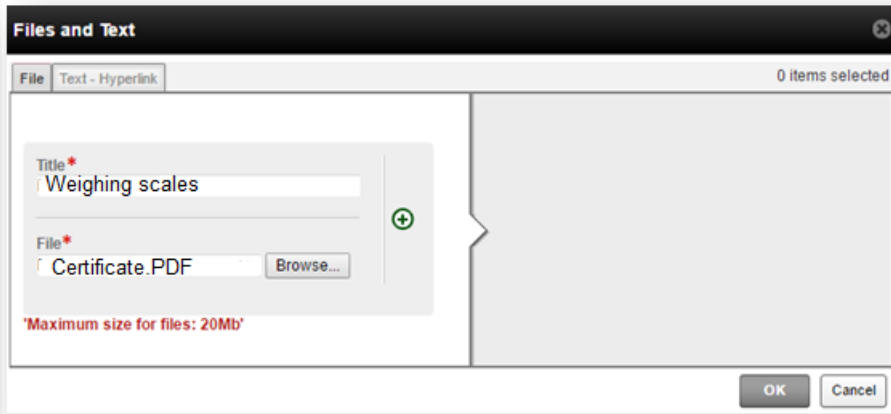 Files and Text
File Text - Hyperlink 0 items selected
Title*
Weighing scales
File*
Certificate.PDF Browse...
'Maximum size for files: 20Mb'
OK Cancel